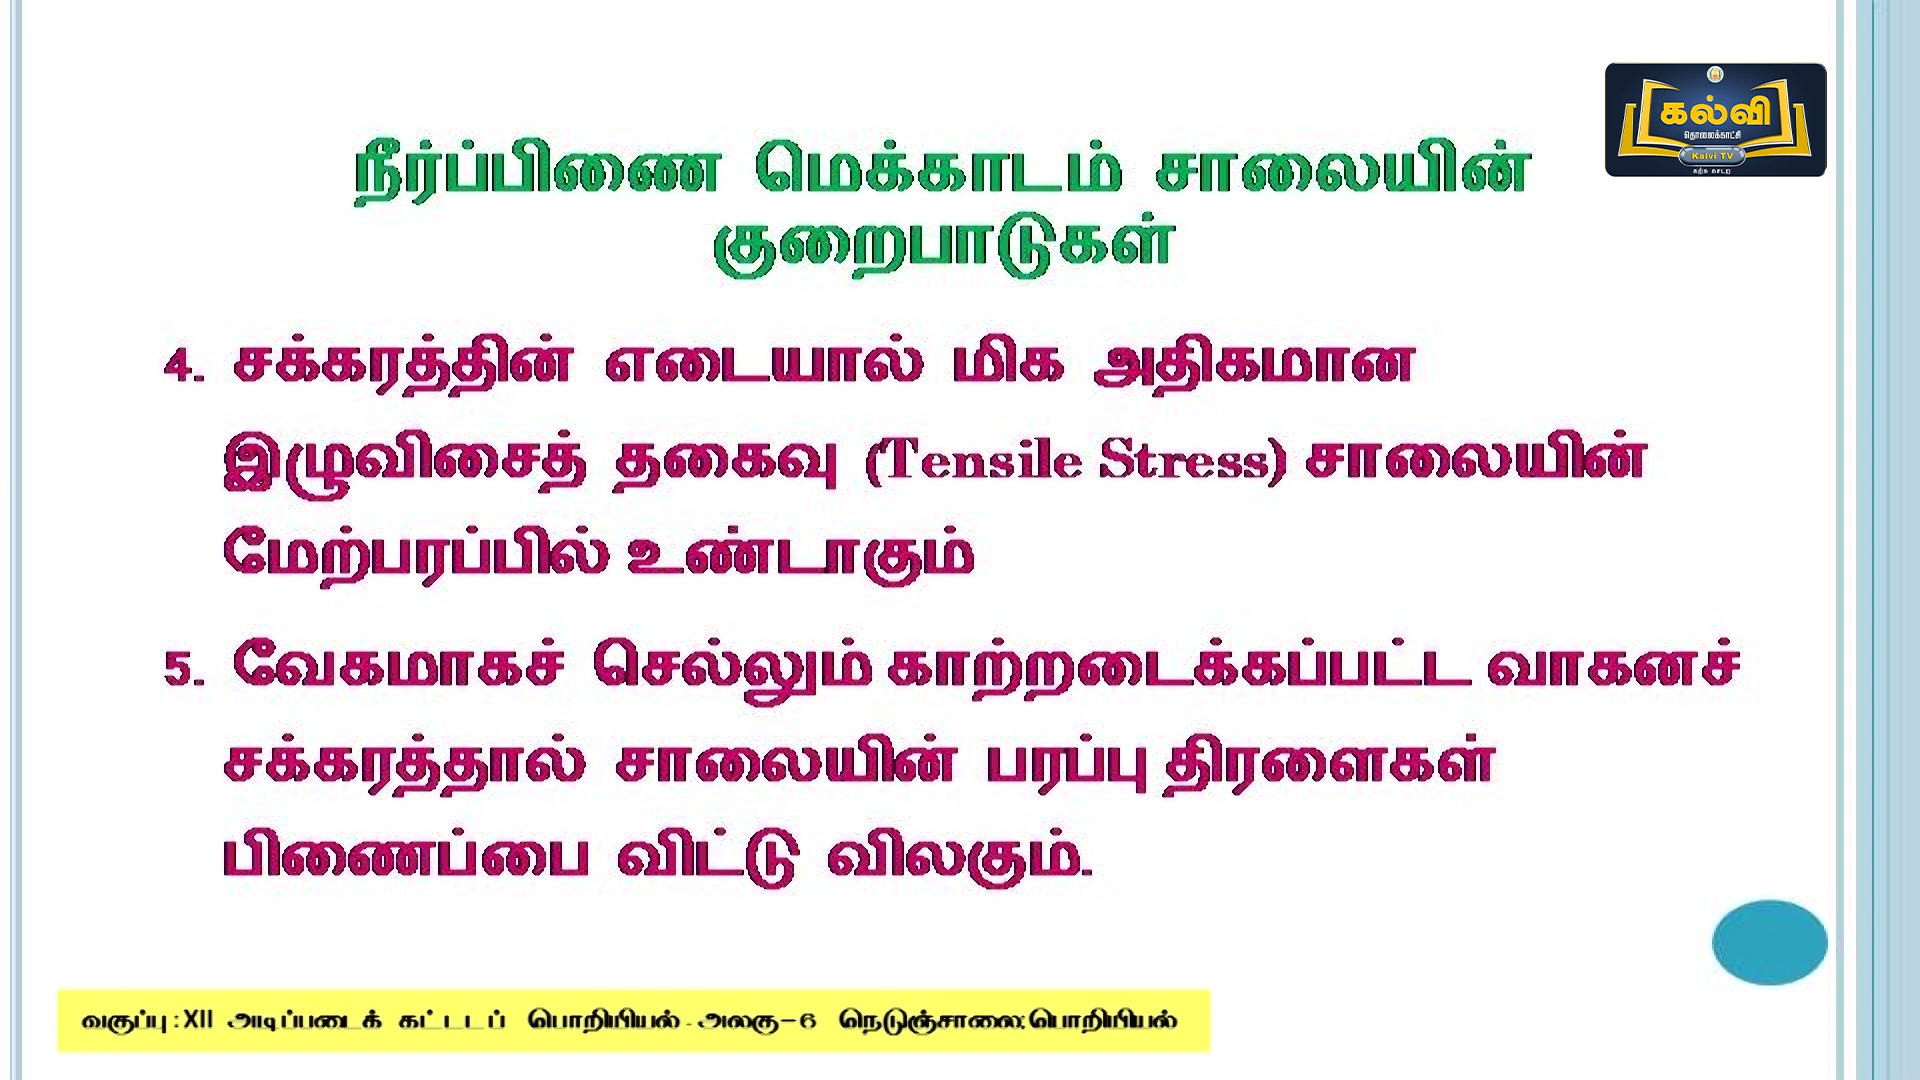 கல்வி
தொலைக்காட்சி
Kalvi TV
நீர்ப்பிணை மெக்காடம் சாலையின்
குறைபாடுகள்
4. சக்கரத்தின் எடையால் மிக அதிகமான
இழுவிசைத் தகைவு (Tensile Stress) சாலையின்
மேற்பரப்பில் உண்டாகும்
5. வேகமாகச் செல்லும் காற்றடைக்கப்பட்ட வாகனச்
சக்கரத்தால் சாலையின் பரப்பு திரளைகள்
பிணைப்பை விட்டு விலகும்.
வகுப்பு : XII அடிப்படைக் கட்டடப் பொறியியல் - அலகு – 6 நெடுஞ்சாலை பொறியியல்